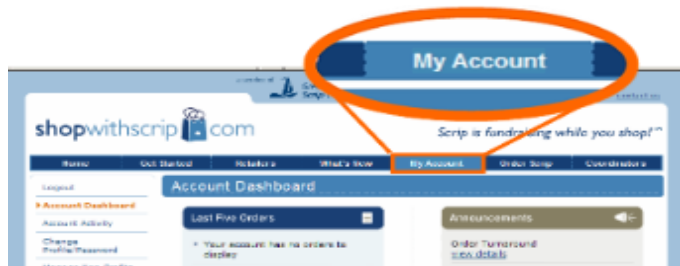 My Account
shopwithscrip.com
Scrip is fundraising while you shop!
Home Get Started Retailers What's New My Account Order Scrip Coordinators
Logout
Account Dashboard
Account Dashboard
Account Activity
Change
Profile/Password
Last Five Orders
Your account has no orders to
display
Announcements
Order Turnaround
view details